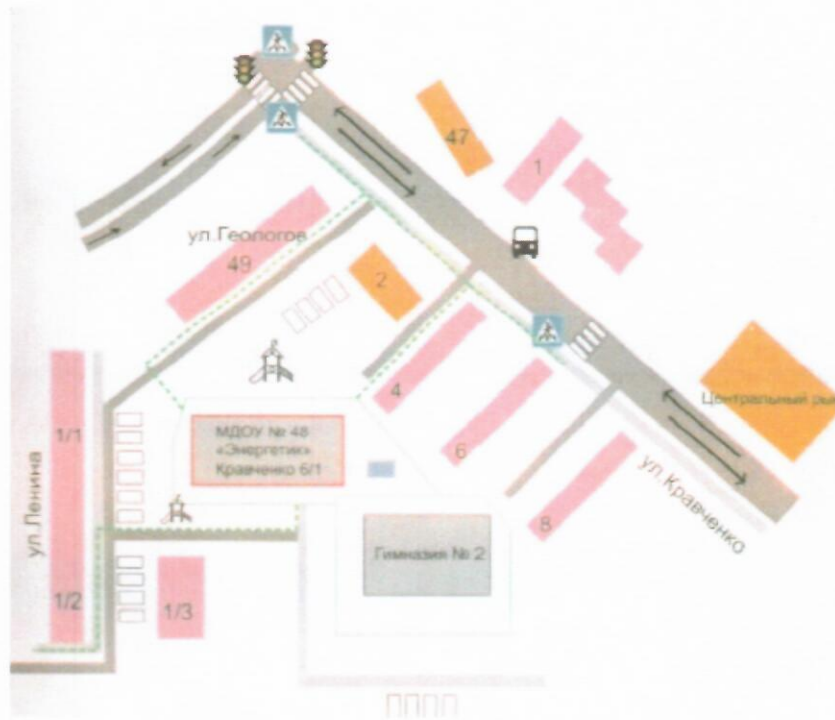 47
1
ул.Геологов
49
2
4
Центральный
1/1
МДОУ № 48
«Энергетик»
Кравченко 6/1
6
ул.Ленина
8
ул.Кравченко
Гимназия № 2
1/2
1/3